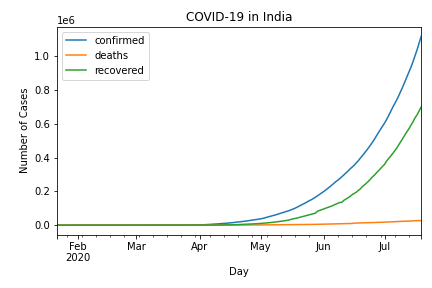 COVID-19 in India
1e6
confirmed
deaths
recovered
1.0
0.8
0.6
0.4
0.2
0.0
Number of Cases
Feb
2020
Mar
Apr
May
Jun
Jul
Day